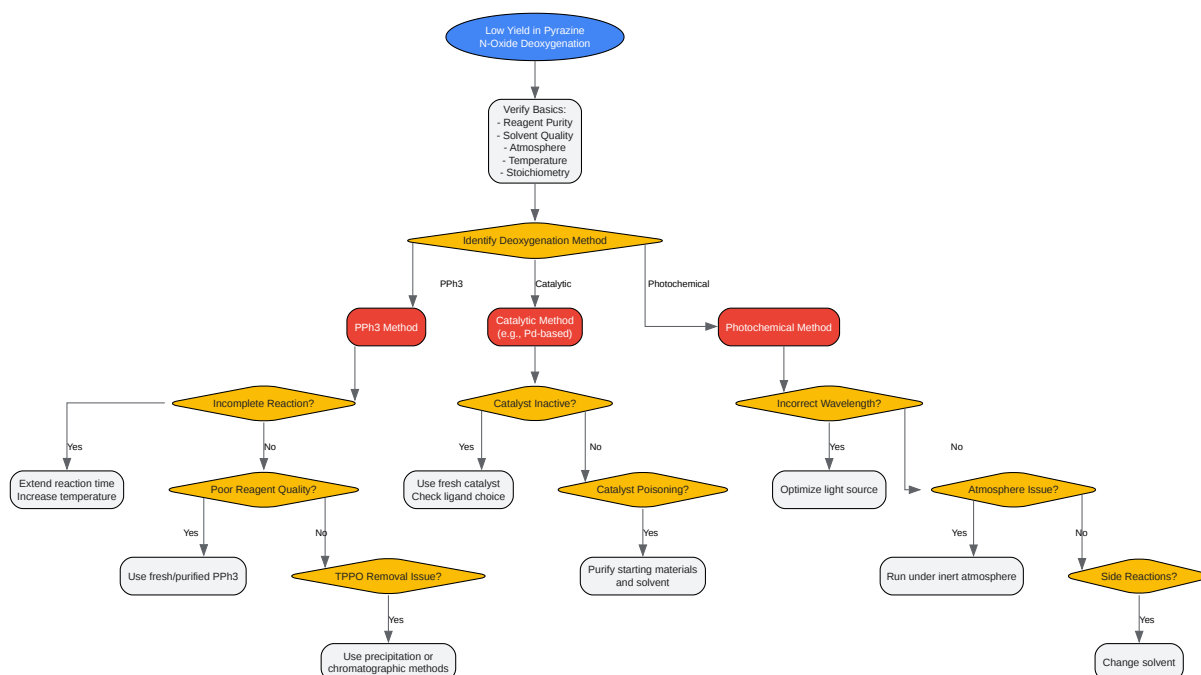 Low Yield in Pyrazine
N-Oxide Deoxygenation
Verify Basics:
- Reagent Purity
- Solvent Quality
- Atmosphere
- Temperature
- Stoichiometry
Identify Deoxygenation Method
PPh3
Catalytic
Photochemical
PPh3 Method
Catalytic Method
(e.g., Pd-based)
Photochemical Method
Incomplete Reaction?
Catalyst Inactive?
Incorrect Wavelength?
Yes
No
Yes
No
Yes
No
Extend reaction time
Increase temperature
Poor Reagent Quality?
Use fresh catalyst
Check ligand choice
Catalyst Poisoning?
Optimize light source
Atmosphere Issue?
Yes
No
Yes
Yes
No
Use fresh/purified PPh3
TPPO Removal Issue?
Purify starting materials
and solvent
Run under inert atmosphere
Side Reactions?
Yes
Yes
Use precipitation or
chromatographic methods
Change solvent